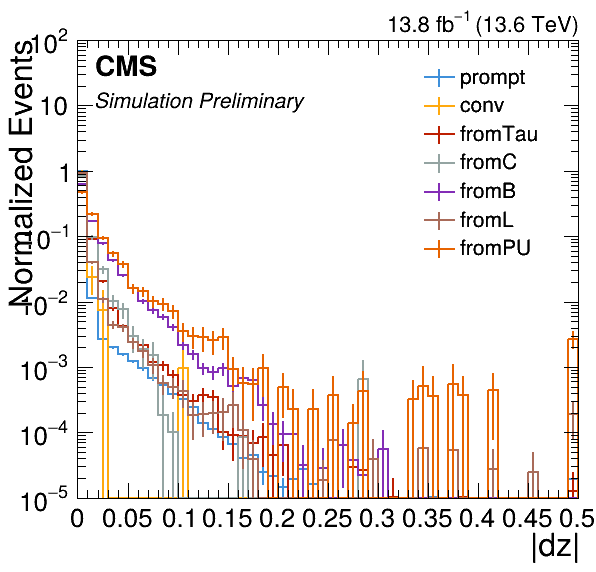 13.8 fb⁻¹ (13.6 TeV)
CMS
Simulation Preliminary
prompt
conv
fromTau
fromC
fromB
fromL
fromPU
Normalized Events
10²
10
1
10⁻¹
10⁻²
10⁻³
10⁻⁴
10⁻⁵
0 0.05 0.1 0.15 0.2 0.25 0.3 0.35 0.4 0.45 0.5
|dz|